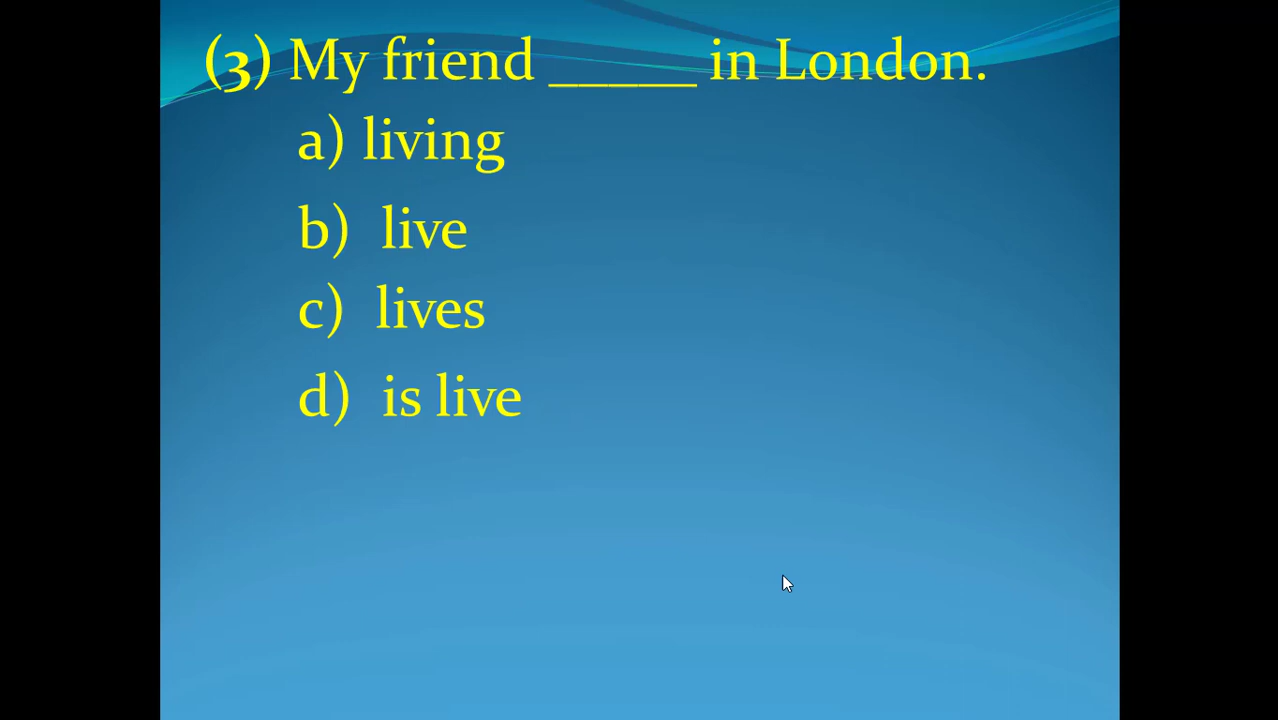 (3) My friend _____ in London.
a) living
b) live
c) lives
d) is live